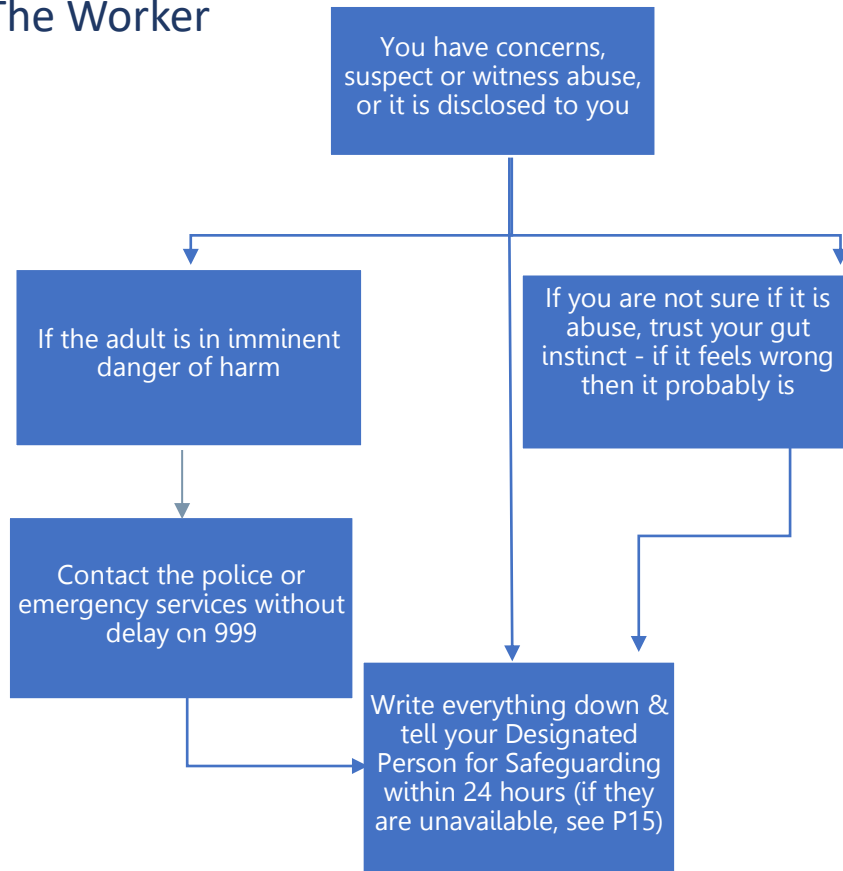 The Worker
You have concerns,
suspect or witness abuse,
or it is disclosed to you
If the adult is in imminent
danger of harm
If you are not sure if it is
abuse, trust your gut
instinct - if it feels wrong
then it probably is
Contact the police or
emergency services without
delay on 999
Write everything down &
tell your Designated
Person for Safeguarding
within 24 hours (if they
are unavailable, see P15)